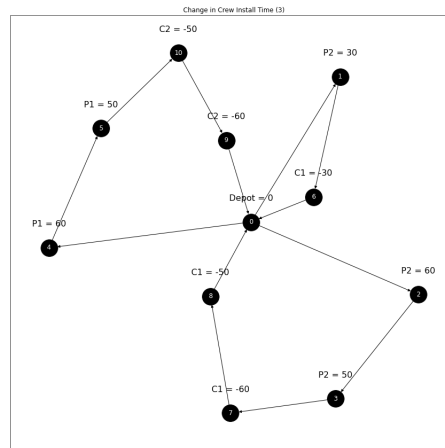 Change in Crew Install Time (3)
C2 = -50
10
P2 = 30
1
P1 = 50
5
C2 = -60
9
C1 = -30
6
Depot = 0
0
P1 = 60
4
C1 = -50
8
P2 = 60
2
P2 = 50
3
C1 = -60
7